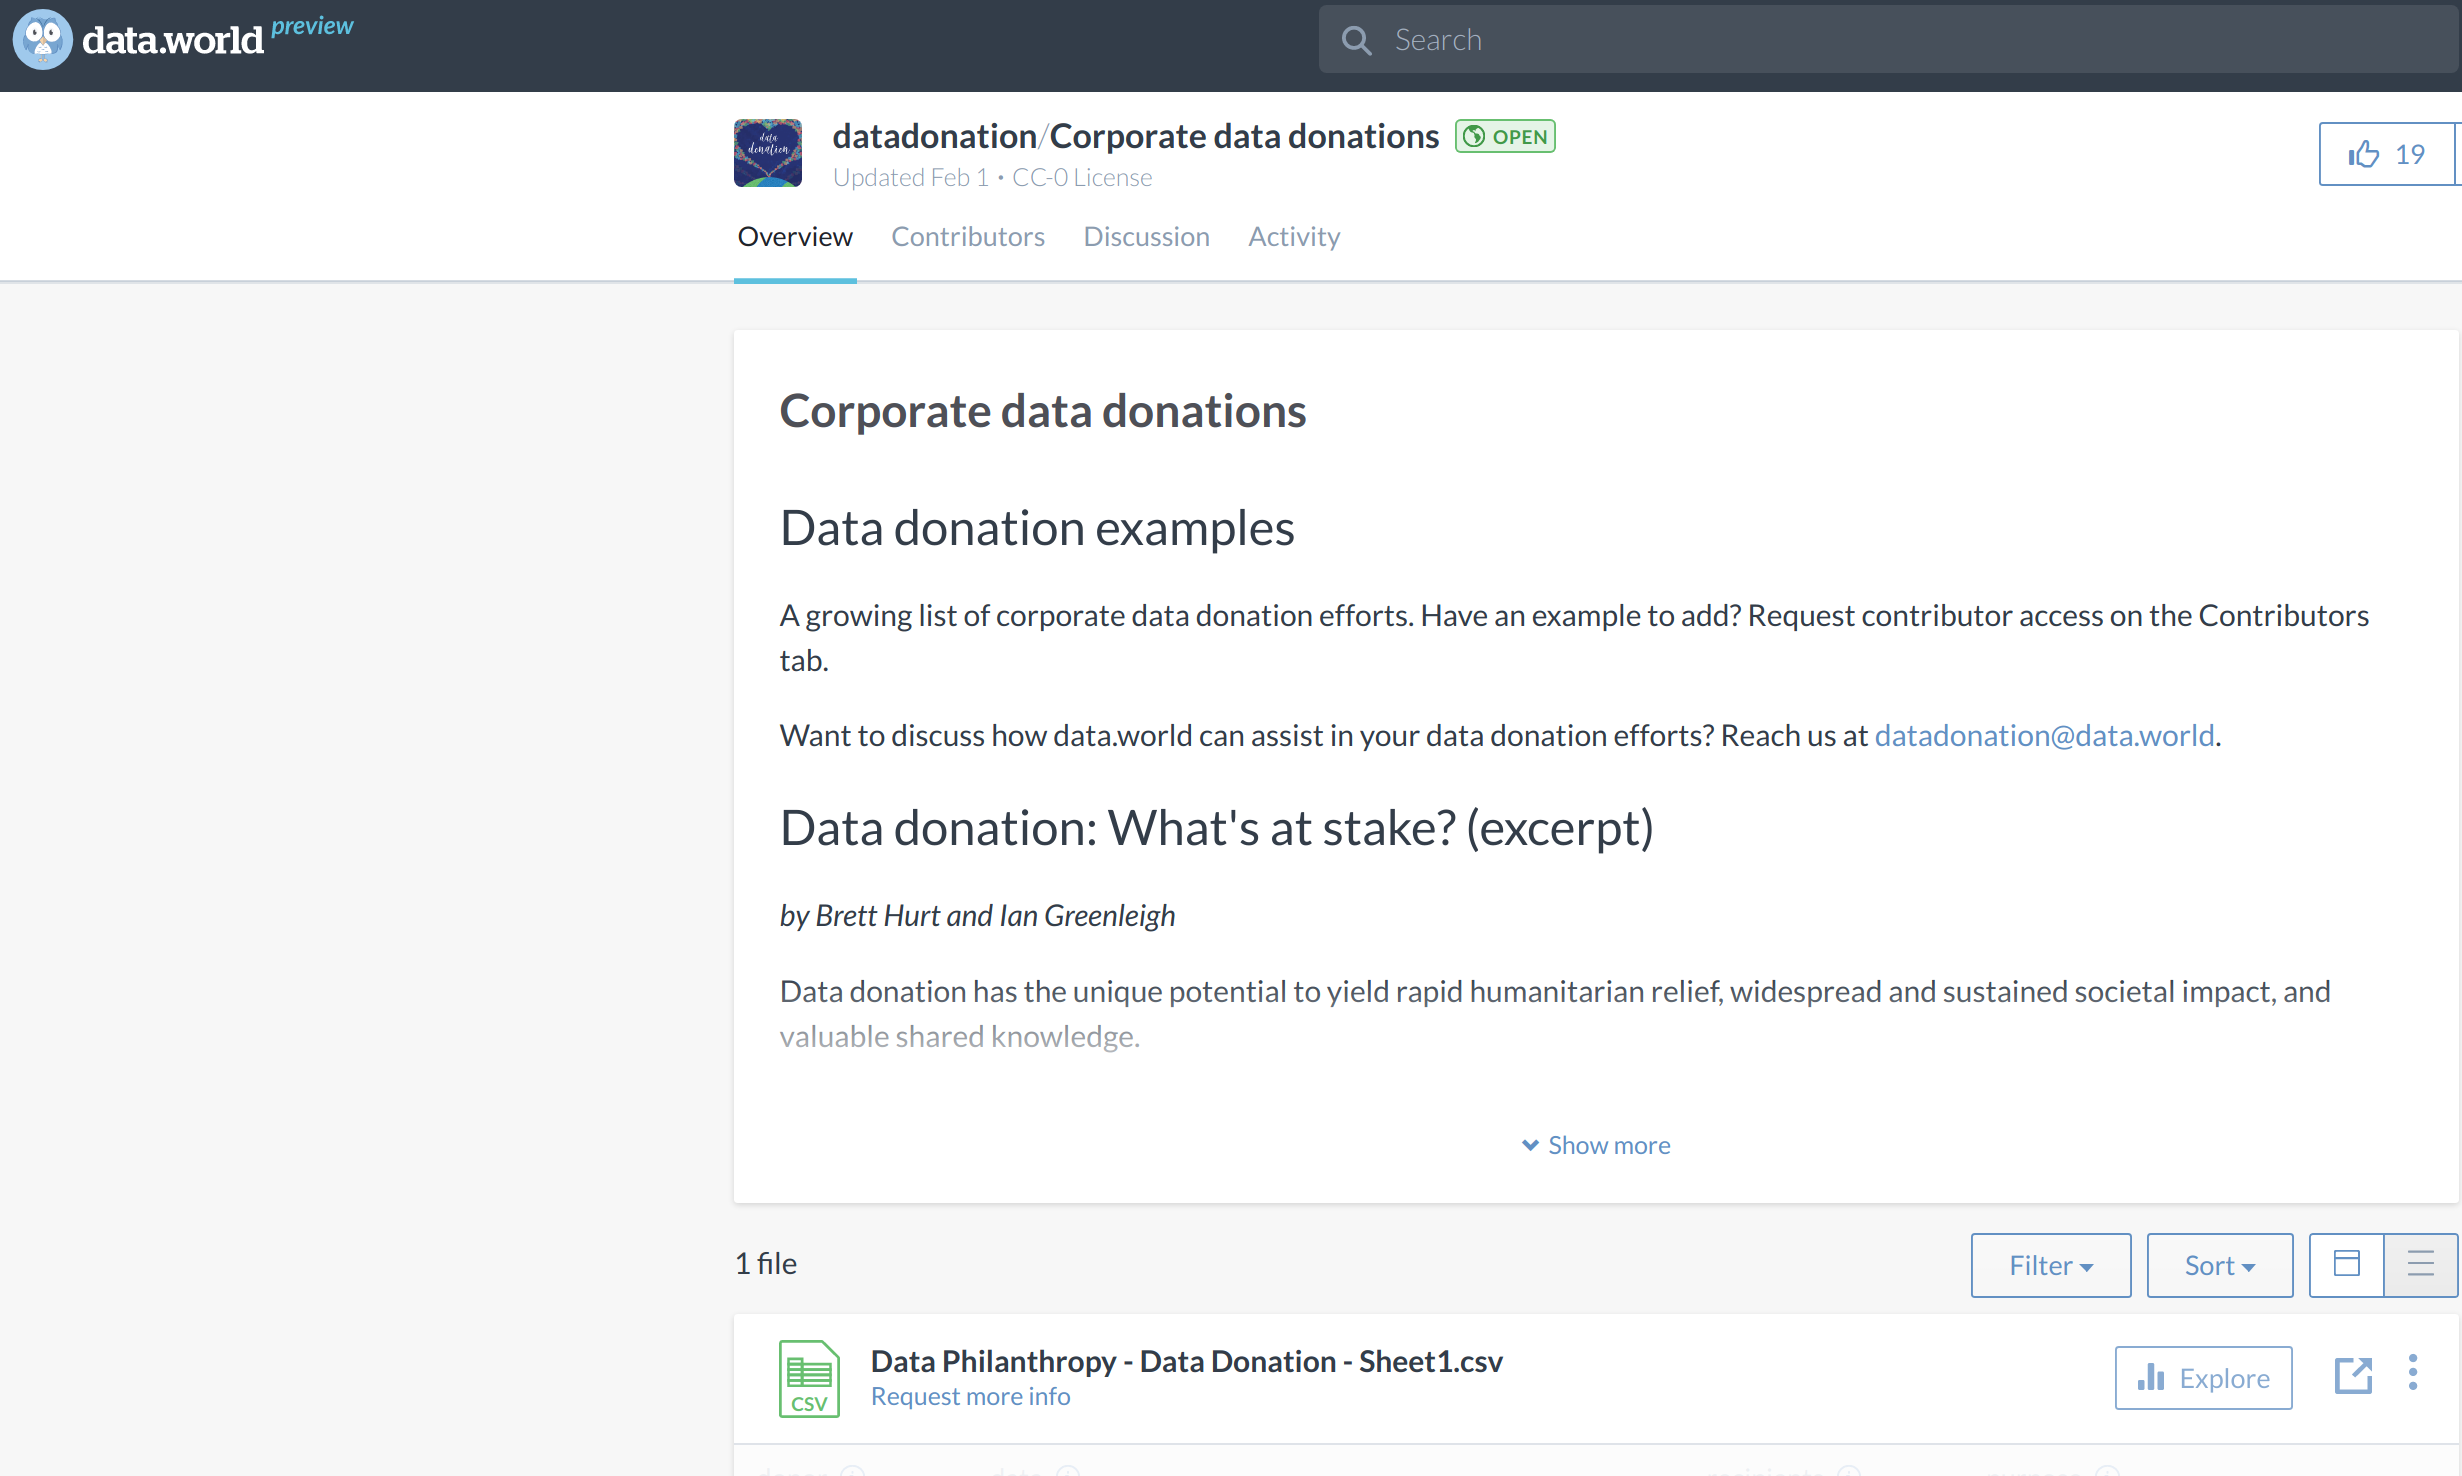 data.world preview
Search
data donation
datadonation/Corporate data donations
OPEN
Updated Feb 1 • CC-0 License
19
Overview Contributors Discussion Activity
Corporate data donations
Data donation examples
A growing list of corporate data donation efforts. Have an example to add? Request contributor access on the Contributors
tab.
Want to discuss how data.world can assist in your data donation efforts? Reach us at datadonation@data.world.
Data donation: What's at stake? (excerpt)
by Brett Hurt and Ian Greenleigh
Data donation has the unique potential to yield rapid humanitarian relief, widespread and sustained societal impact, and
valuable shared knowledge.
Show more
1 file
Filter
Sort
Data Philanthropy - Data Donation - Sheet1.csv
CSV
Request more info
Explore